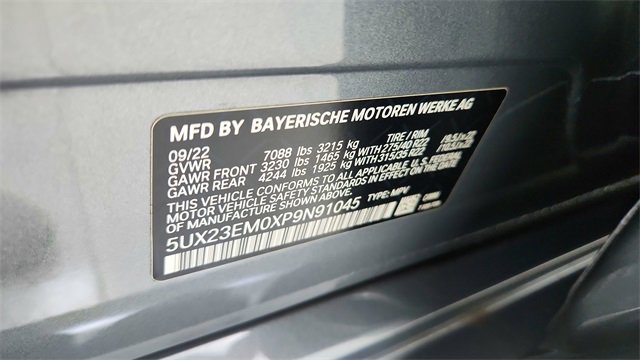 MFD BY BAYERISCHE MOTOREN WERKE AG
09/22 7088 lbs 3215 kg TIRE / RIM
GVWR
GAWR FRONT 3230 lbs 1465 kg WITH 275/40 R22
GAWR REAR 4244 lbs 1925 kg WITH 315/35 R22
THIS VEHICLE CONFORMS TO ALL APPLICABLE U.S. FEDERAL
MOTOR VEHICLE SAFETY STANDARDS IN EFFECT ON THE
DATE OF MANUFACTURE SHOWN ABOVE.
5UX23EM0XP9N91045 TYPE: MPV